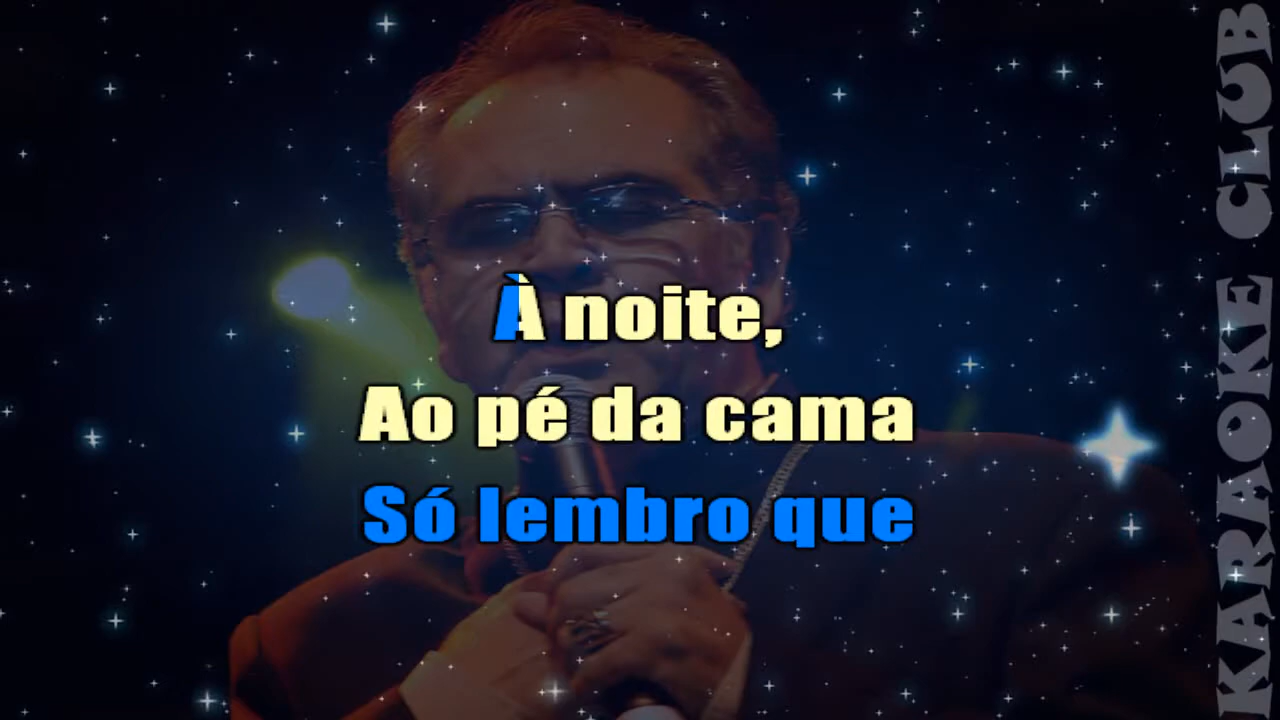 À noite,
Ao pé da cama
Só lembro que
KARAOKE CLUB